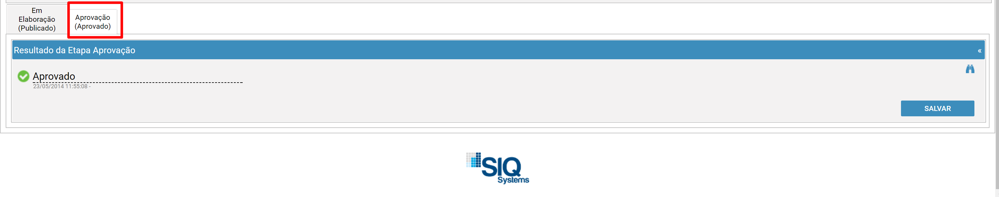 Em
Elaboração
(Publicado)
Aprovação
(Aprovado)
Resultado da Etapa Aprovação
«
Aprovado
23/05/2014 11:55:08 -
SALVAR
SIQ
Systems